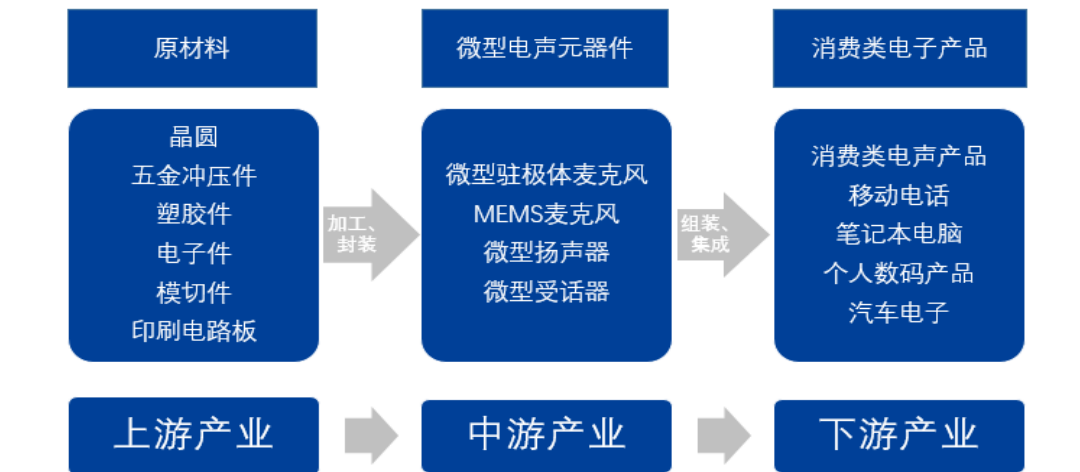 原材料
微型电声元器件
消费类电子产品
晶圆
五金冲压件
塑胶件
电子件
模切件
印刷电路板
加工、
封装
微型驻极体麦克风
MEMS麦克风
微型扬声器
微型受话器
组装、
集成
消费类电声产品
移动电话
笔记本电脑
个人数码产品
汽车电子
上游产业
中游产业
下游产业